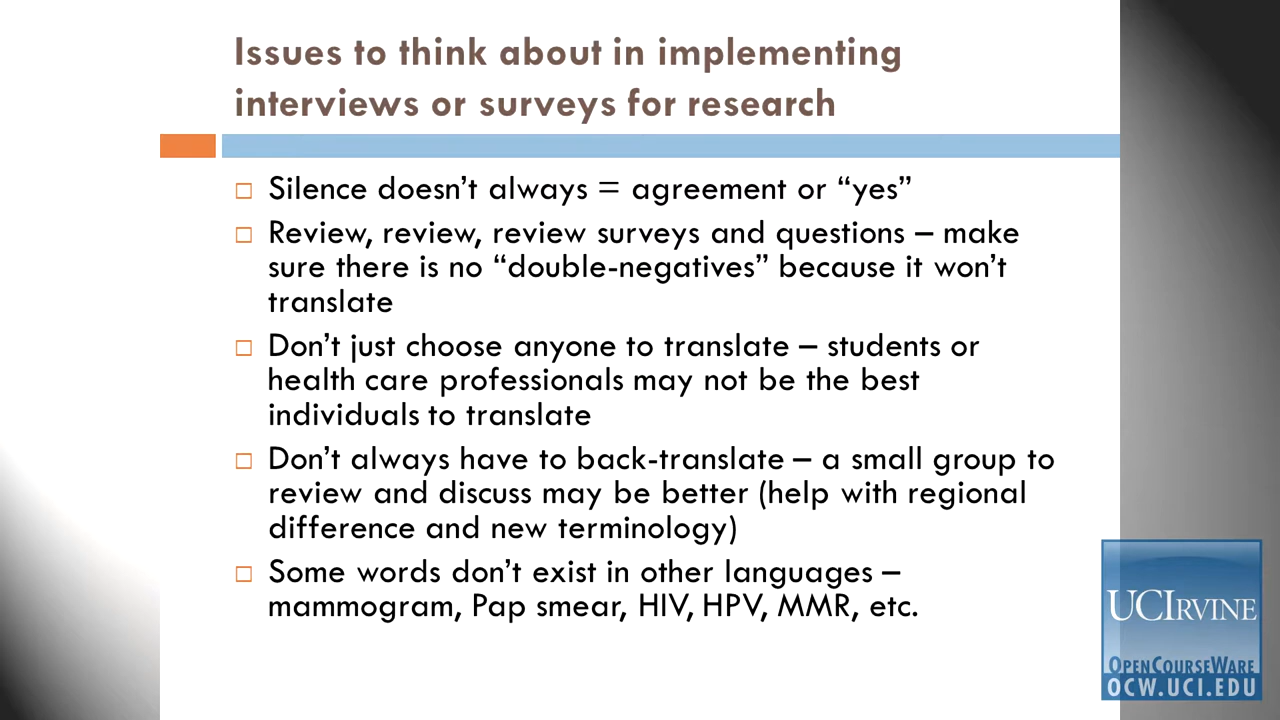 Issues to think about in implementing
interviews or surveys for research
Silence doesn’t always = agreement or “yes”
Review, review, review surveys and questions – make
sure there is no “double-negatives” because it won’t
translate
Don’t just choose anyone to translate – students or
health care professionals may not be the best
individuals to translate
Don’t always have to back-translate – a small group to
review and discuss may be better (help with regional
difference and new terminology)
Some words don’t exist in other languages –
mammogram, Pap smear, HIV, HPV, MMR, etc.
UCIRVINE
OPENCOURSEWARE
OCW.UCI.EDU